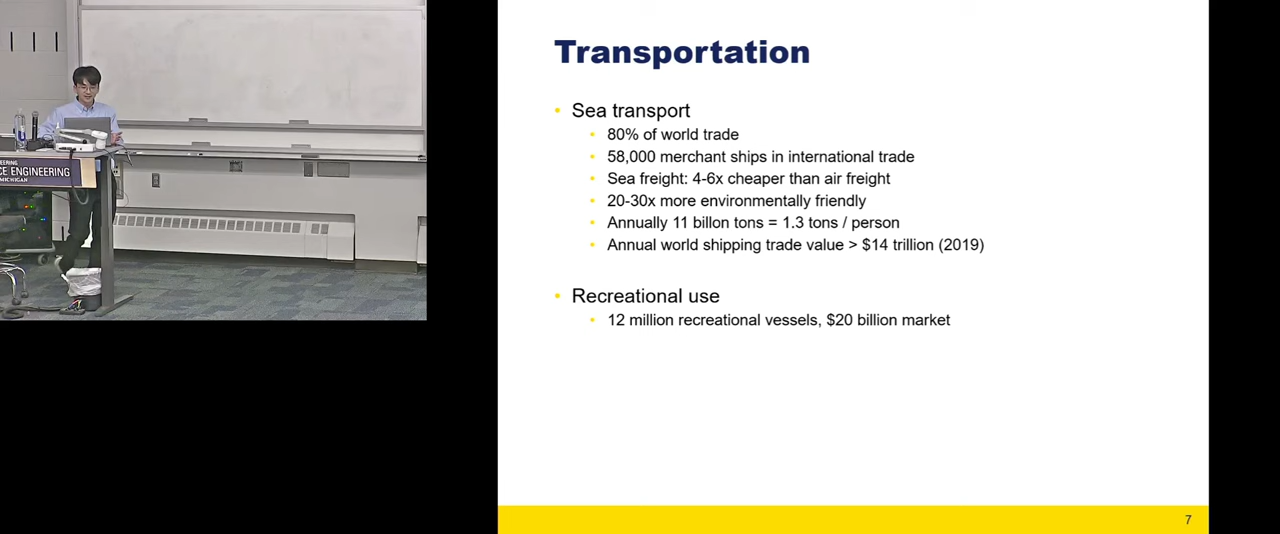 Transportation
• Sea transport
• 80% of world trade
• 58,000 merchant ships in international trade
• Sea freight: 4-6x cheaper than air freight
• 20-30x more environmentally friendly
• Annually 11 billon tons = 1.3 tons / person
• Annual world shipping trade value > $14 trillion (2019)
• Recreational use
• 12 million recreational vessels, $20 billion market
7
EERING
CE ENGINEERING
MICHIGAN